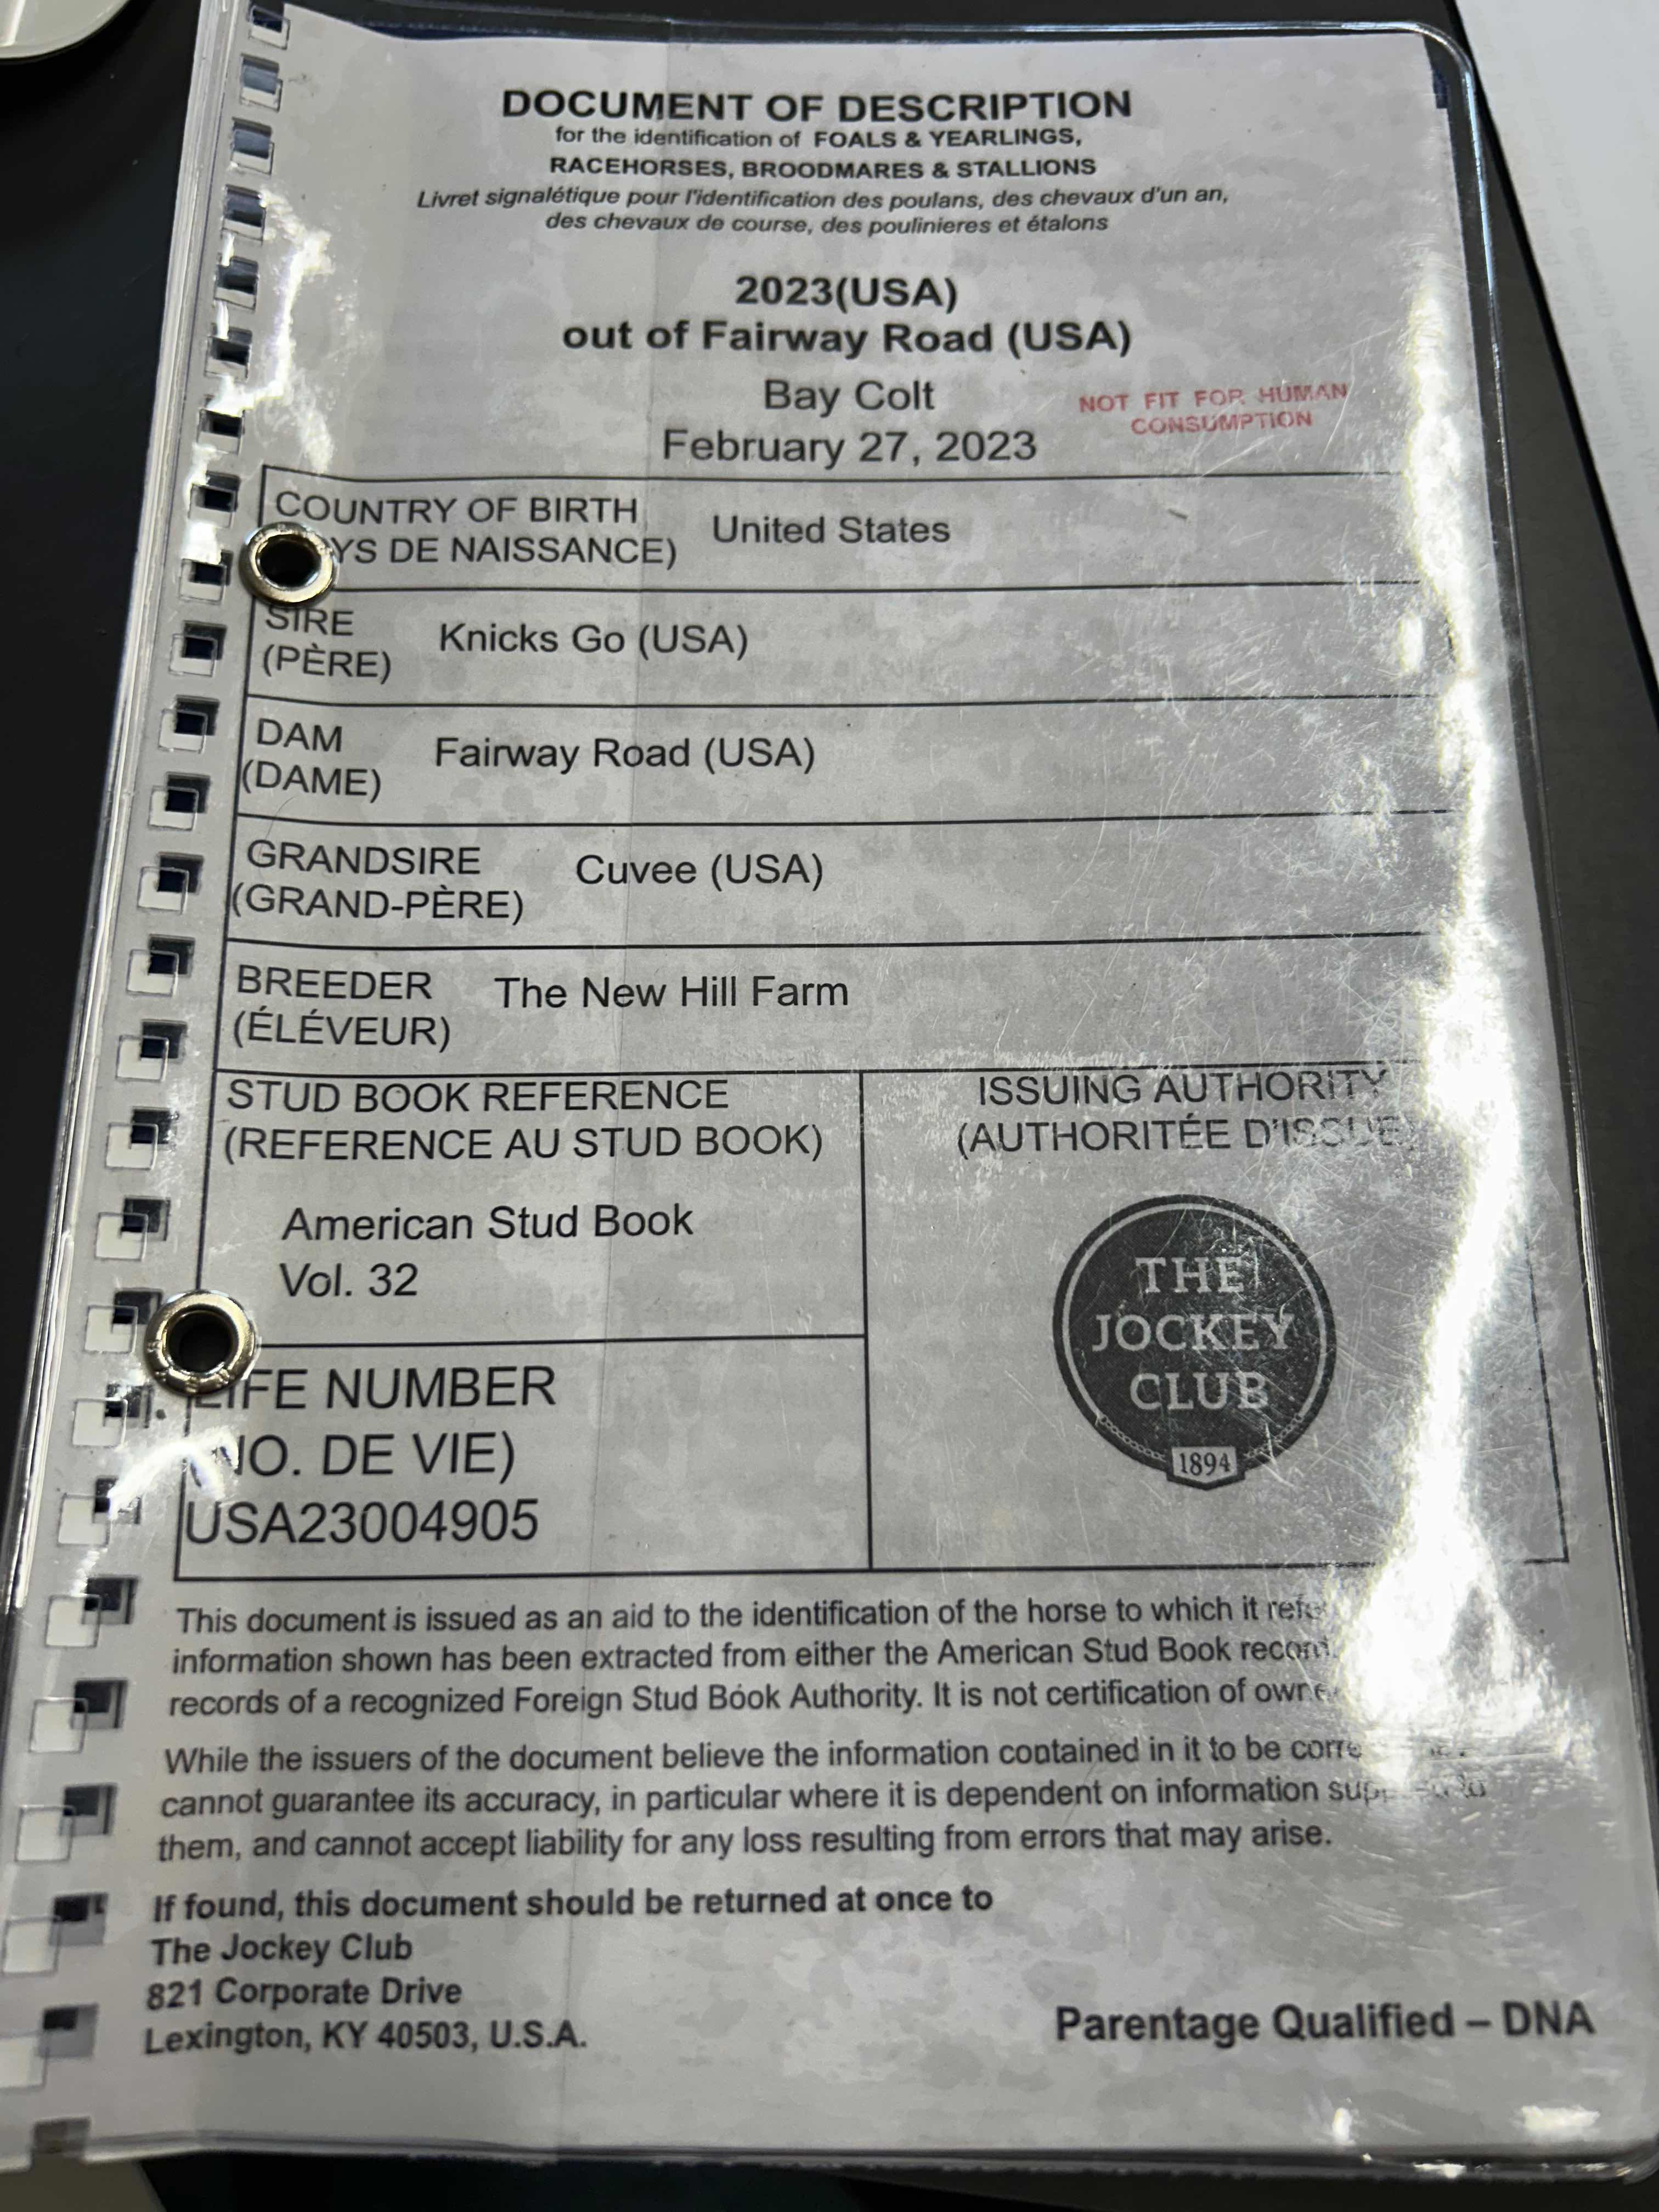 DOCUMENT OF DESCRIPTION
for the identification of FOALS & YEARLINGS,
RACEHORSES, BROODMARES & STALLIONS
Livret signalétique pour l'identification des poulans, des chevaux d'un an,
des chevaux de course, des poulinieres et étalons
2023(USA)
out of Fairway Road (USA)
Bay Colt
February 27, 2023
NOT FIT FOR HUMAN
CONSUMPTION
COUNTRY OF BIRTH
YS DE NAISSANCE)
United States
SIRE
(PÈRE)
Knicks Go (USA)
DAM
(DAME)
Fairway Road (USA)
GRANDSIRE
(GRAND-PÈRE)
Cuvee (USA)
BREEDER
(ÉLÉVEUR)
The New Hill Farm
STUD BOOK REFERENCE
(REFERENCE AU STUD BOOK)
American Stud Book
Vol. 32
ISSUING AUTHORITY
(AUTHORITÉE D'ISSUE)
THE
JOCKEY
CLUB
1894
LIFE NUMBER
(NO. DE VIE)
USA23004905
This document is issued as an aid to the identification of the horse to which it
information shown has been extracted from either the American Stud Book
records of a recognized Foreign Stud Book Authority. It is not certification of
While the issuers of the document believe the information contained in it to be
cannot guarantee its accuracy, in particular where it is dependent on information
them, and cannot accept liability for any loss resulting from errors that may arise.
If found, this document should be returned at once to
The Jockey Club
821 Corporate Drive
Lexington, KY 40503, U.S.A.
Parentage Qualified – DNA